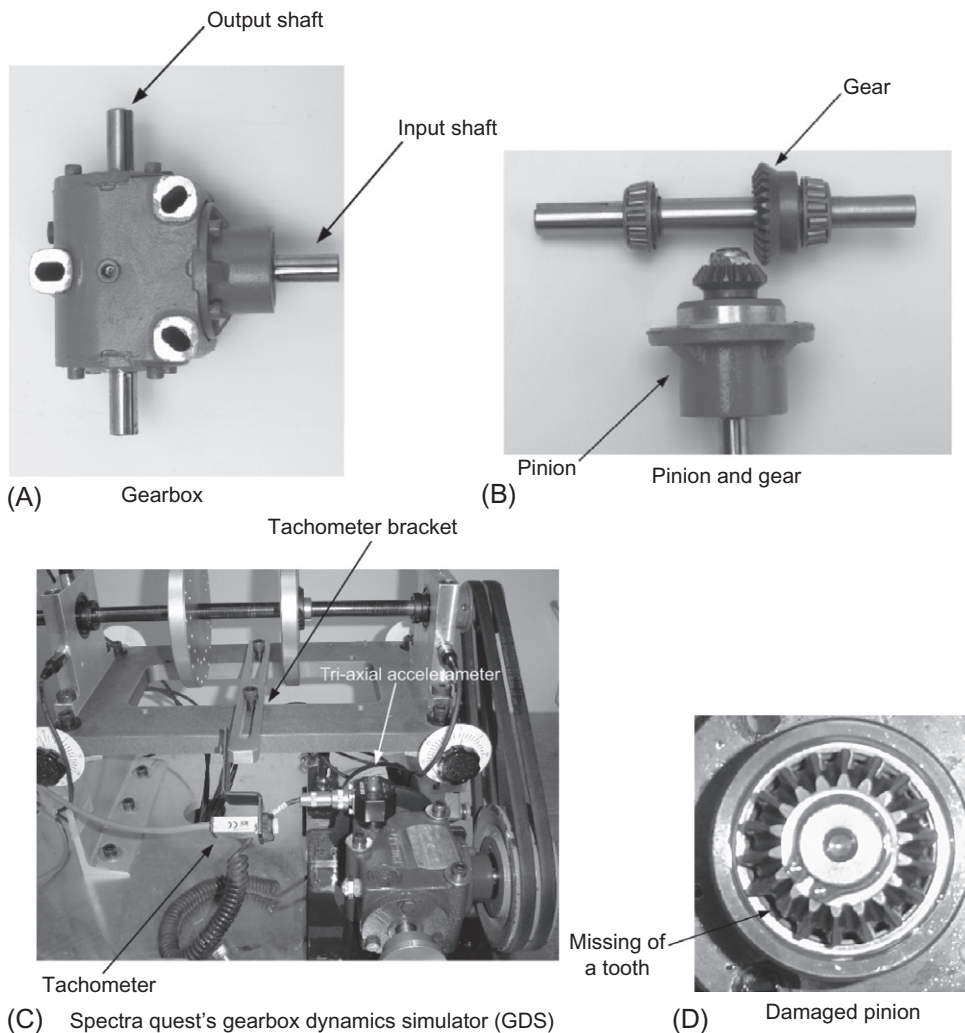 Output shaft
Input shaft
Gear
Pinion
(A)
Gearbox
(B)
Pinion and gear
Tachometer bracket
Tri-axial accelerameter
Tachometer
(C)
Spectra quest's gearbox dynamics simulator (GDS)
Missing of
a tooth
(D)
Damaged pinion